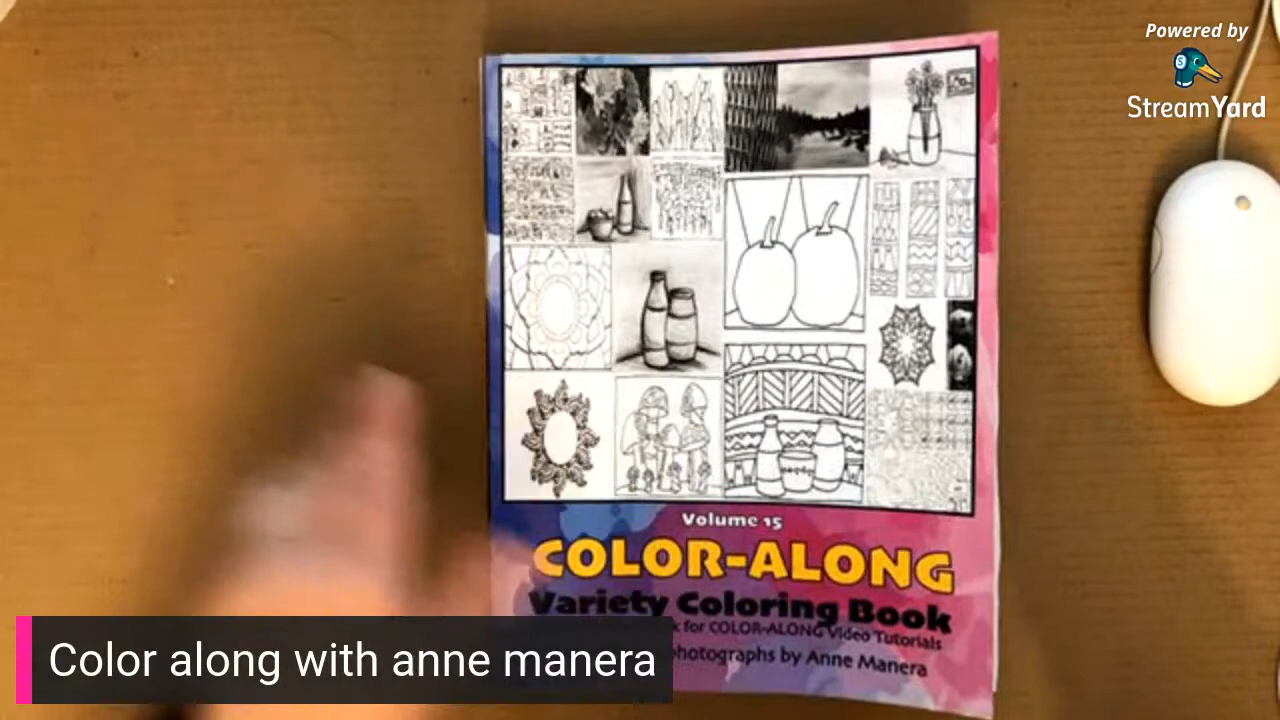 Powered by
StreamYard
Volume 15
COLOR-ALONG
Variety Coloring Book
k for COLOR-ALONG Video Tutorials
photographs by Anne Manera
Color along with anne manera